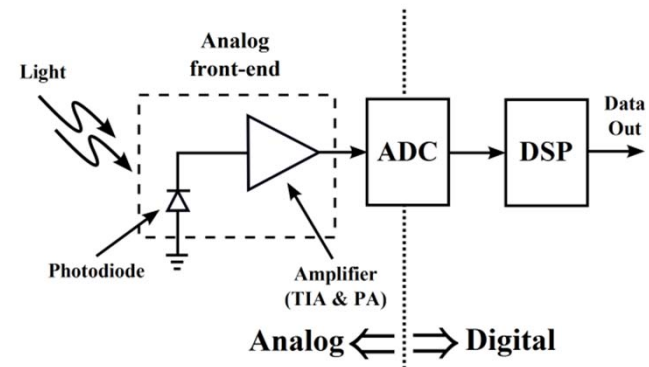 Analog
front-end
Light
ADC
DSP
Data
Out
Photodiode
Amplifier
(TIA & PA)
Analog
Digital